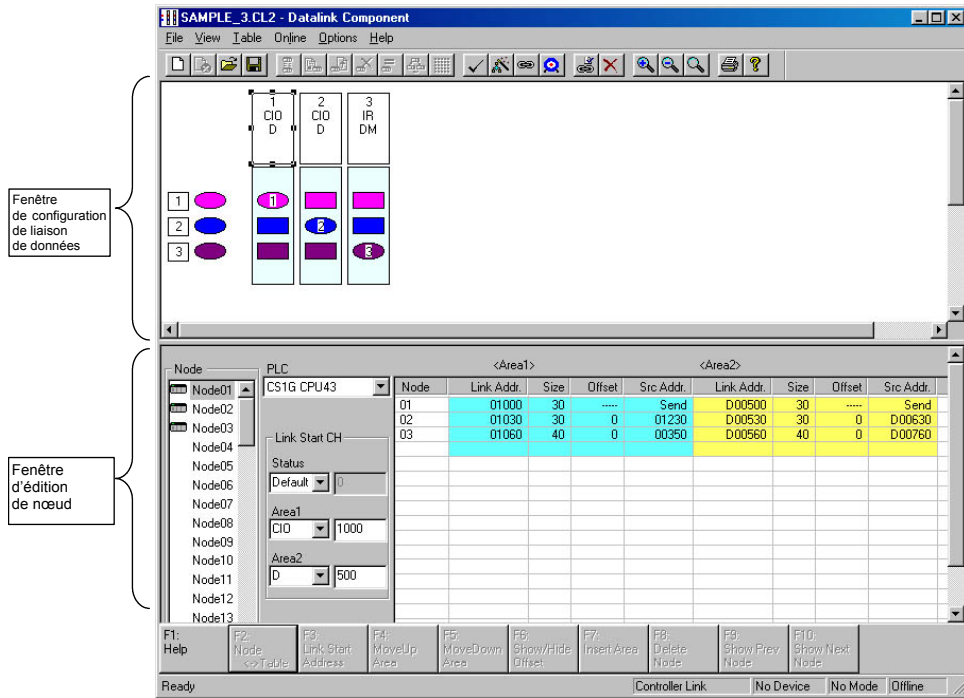 SAMPLE_3.CL2 - Datalink Component
File View Table Online Options Help
1 2 3
CIO CIO IR
D D DM
Fenêtre
de configuration
de liaison
de données
1 1
2 2
3 3
Fenêtre
d'édition
de nœud
Node
Node01
Node02
Node03
Node04
Node05
Node06
Node07
Node08
Node09
Node10
Node11
Node12
Node13
PLC
CS1G CPU43
Link Start CH
Status
Default 0
Area1
CIO 1000
Area2
D 500
<Area1> <Area2>
Node Link Addr. Size Offset Src Addr. Link Addr. Size Offset Src Addr.
01 01000 30 ----- Send D00500 30 ----- Send
02 01030 30 0 01230 D00530 30 0 D00630
03 01060 40 0 00350 D00560 40 0 D00760
F1:
Help
F2:
Node
<->Table
F3:
Link Start
Address
F4:
MoveUp
Area
F5:
MoveDown
Area
F6:
Show/Hide
Offset
F7:
Insert Area
F8:
Delete
Node
F9:
Show Prev
Node
F10:
Show Next
Node
Ready Controller Link No Device No Mode Offline